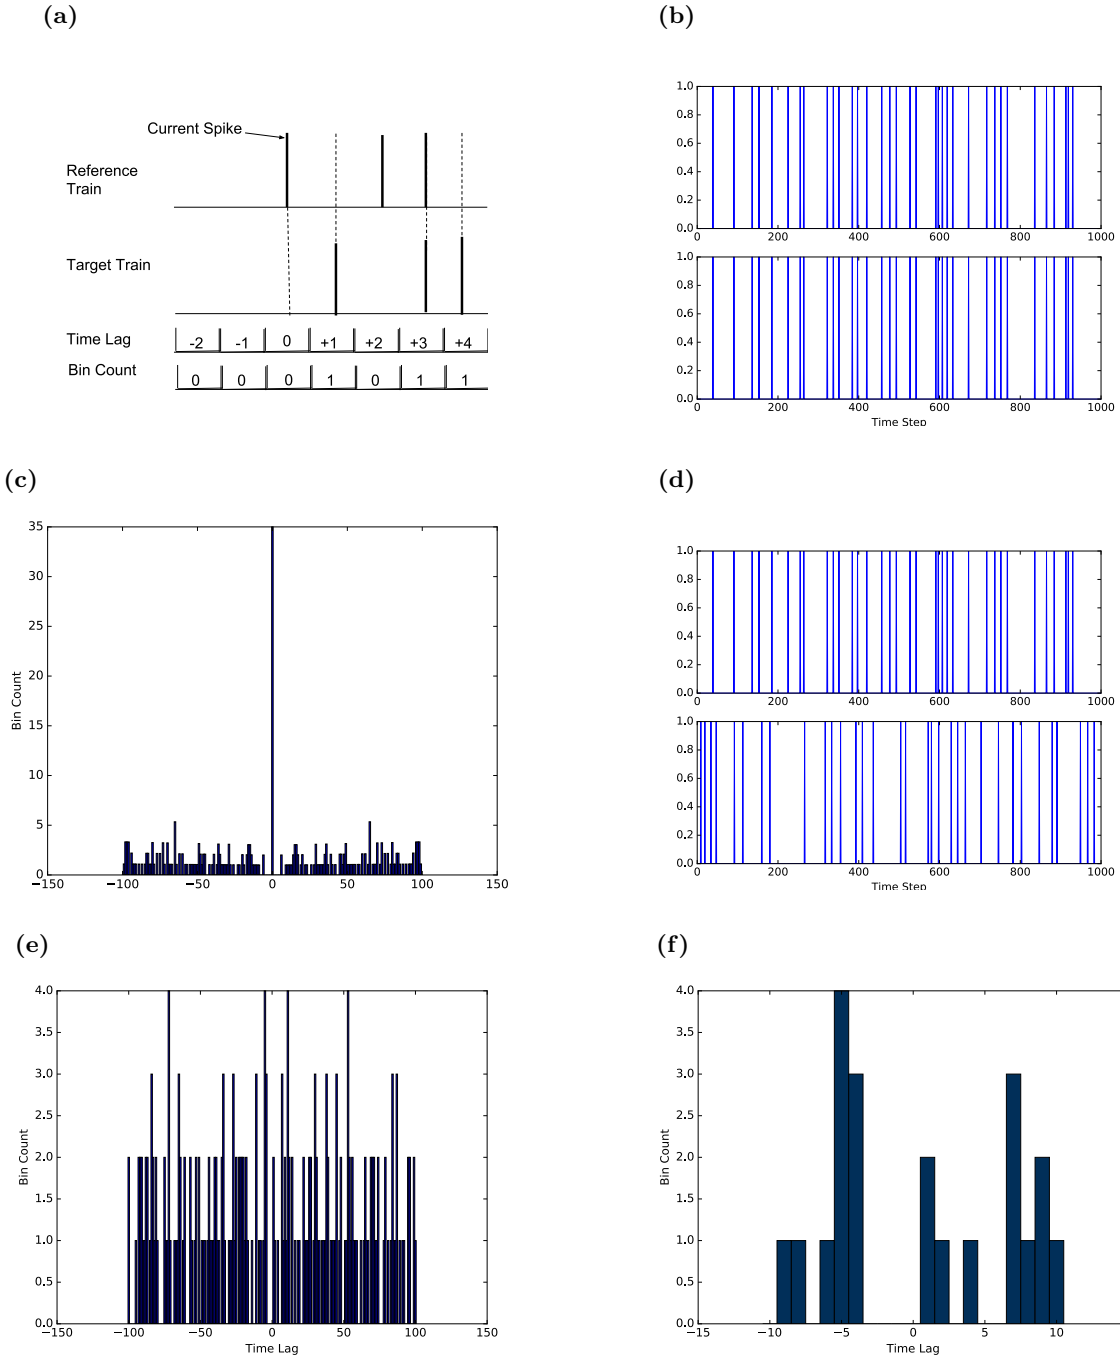 (a)
Current Spike
Reference
Train
Target Train
Time Lag
-2 -1 0 +1 +2 +3 +4
Bin Count
0 0 0 1 0 1 1
(b)
1.0
0.8
0.6
0.4
0.2
0.0
0 200 400 600 800 1000
1.0
0.8
0.6
0.4
0.2
0.0
0 200 400 600 800 1000
Time Step
(c)
35
30
25
20
15
10
5
0
Bin Count
−150 −100 −50 0 50 100 150
(d)
1.0
0.8
0.6
0.4
0.2
0.0
0 200 400 600 800 1000
1.0
0.8
0.6
0.4
0.2
0.0
0 200 400 600 800 1000
Time Step
(e)
4.0
3.5
3.0
2.5
2.0
1.5
1.0
0.5
0.0
Bin Count
−150 −100 −50 0 50 100 150
Time Lag
(f)
4.0
3.5
3.0
2.5
2.0
1.5
1.0
0.5
0.0
Bin Count
−15 −10 −5 0 5 10
Time Lag